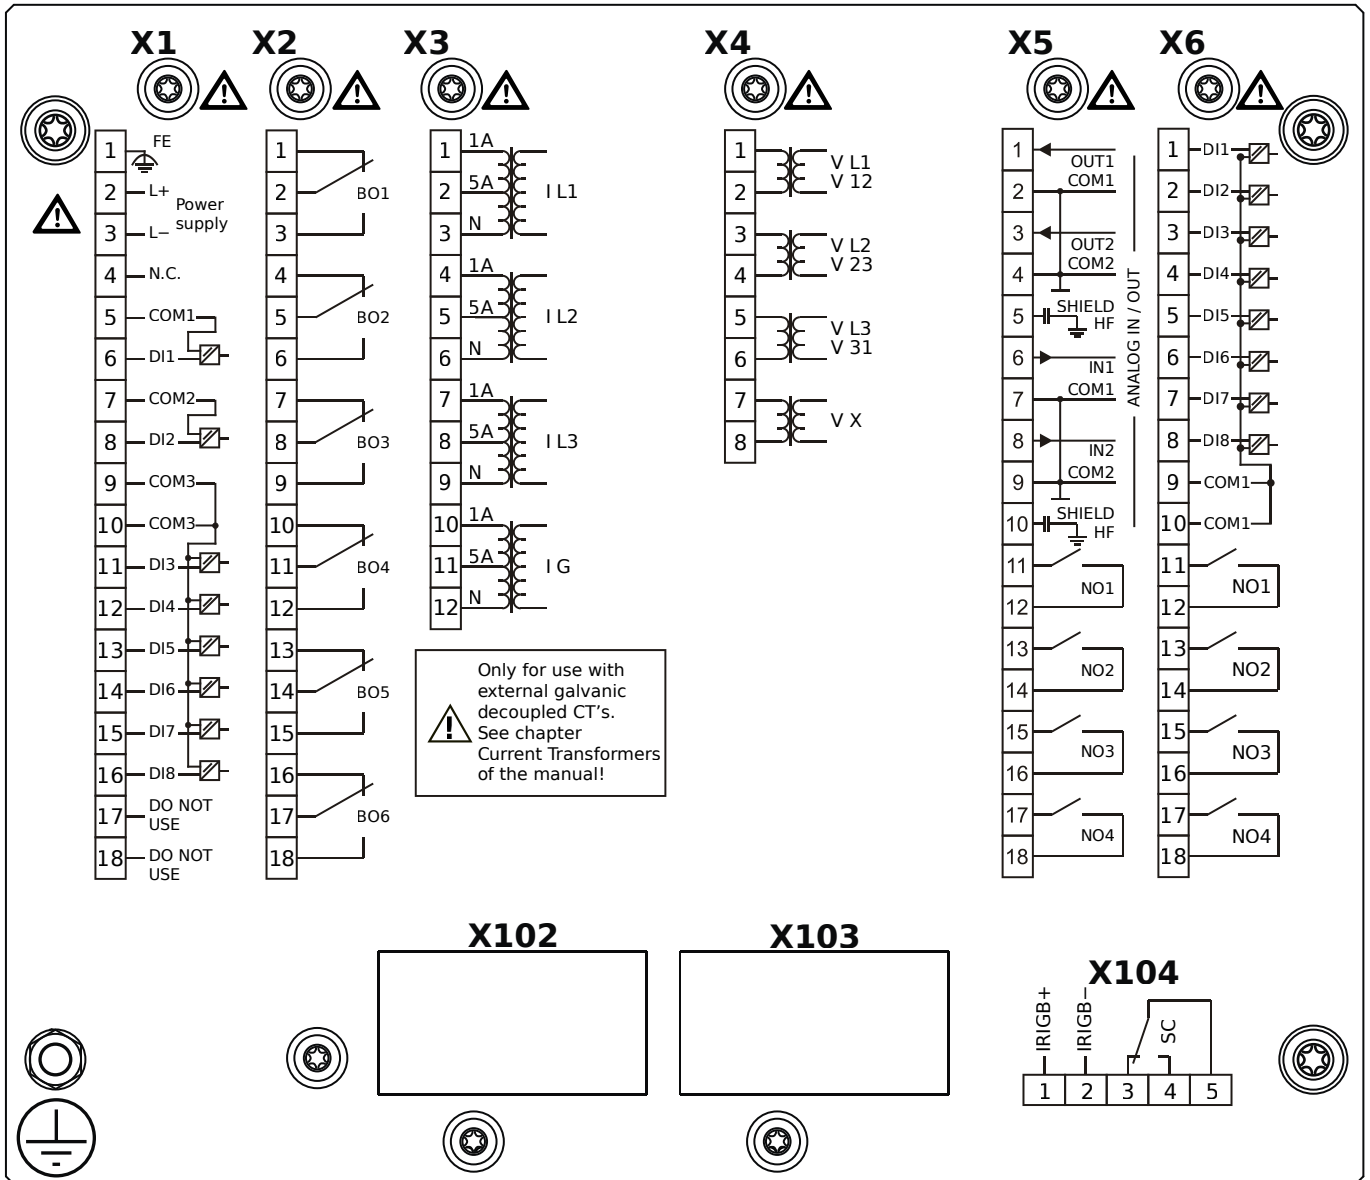 X1
1 FE
2 L+
Power
supply
3 L−
4 N.C.
5 COM1
6 DI1
7 COM2
8 DI2
9 COM3
10 COM3
11 DI3
12 DI4
13 DI5
14 DI6
15 DI7
16 DI8
17 DO NOT
USE
18 DO NOT
USE
X2
1
2 BO1
3
4
5 BO2
6
7
8 BO3
9
10
11 BO4
12
13
14 BO5
15
16
17 BO6
18
X3
1 1A
2 5A I L1
3 N
4 1A
5 5A I L2
6 N
7 1A
8 5A I L3
9 N
10 1A
11 5A I G
12 N
Only for use with
external galvanic
decoupled CT's.
See chapter
Current Transformers
of the manual!
X4
1 V L1
2 V 12
3 V L2
4 V 23
5 V L3
6 V 31
7 V X
8
X5
1 OUT1
2 COM1
3 OUT2
4 COM2
5 SHIELD
HF
6 IN1
7 COM1
8 IN2
9 COM2
10 SHIELD
HF
ANALOG IN / OUT
11 NO1
12
13 NO2
14
15 NO3
16
17 NO4
18
X6
1 DI1
2 DI2
3 DI3
4 DI4
5 DI5
6 DI6
7 DI7
8 DI8
9 COM1
10 COM1
11 NO1
12
13 NO2
14
15 NO3
16
17 NO4
18
X102
X103
X104
IRIGB+
IRIGB−
SC
1 2 3 4 5